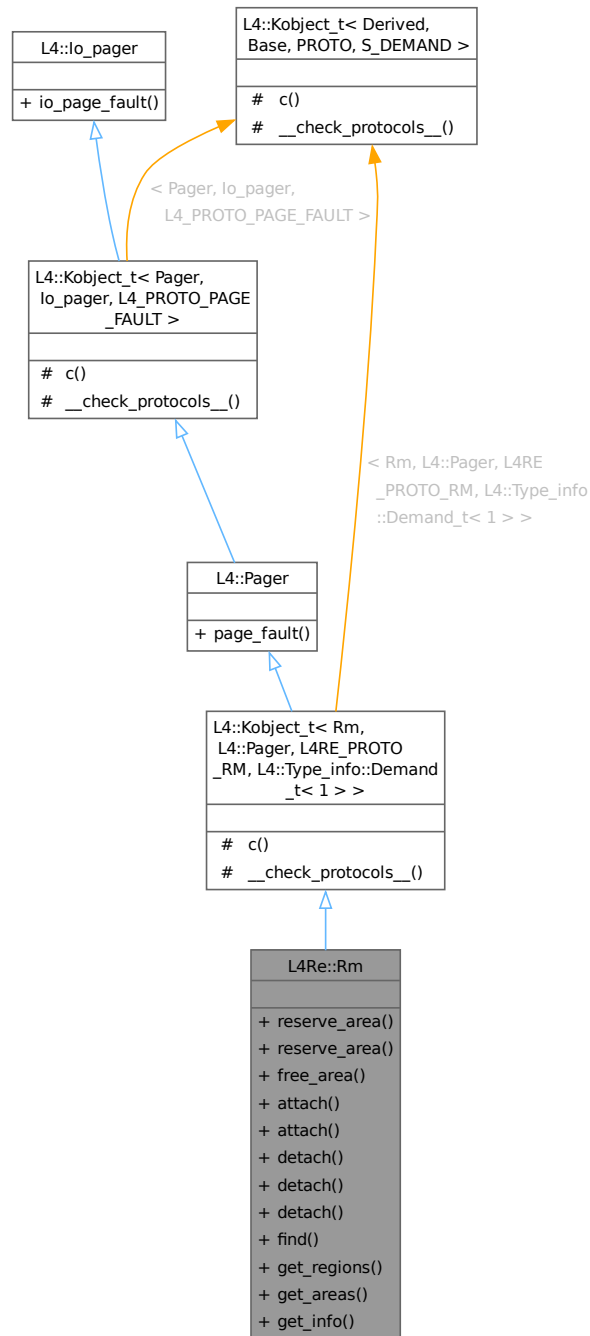 L4::Io_pager
+ io_page_fault()
L4::Kobject_t< Derived,
Base, PROTO, S_DEMAND >
# c()
# __check_protocols__()
< Pager, Io_pager,
L4_PROTO_PAGE_FAULT >
L4::Kobject_t< Pager,
Io_pager, L4_PROTO_PAGE
_FAULT >
# c()
# __check_protocols__()
< Rm, L4::Pager, L4RE
_PROTO_RM, L4::Type_info
::Demand_t< 1 > >
L4::Pager
+ page_fault()
L4::Kobject_t< Rm,
L4::Pager, L4RE_PROTO
_RM, L4::Type_info::Demand
_t< 1 > >
# c()
# __check_protocols__()
L4Re::Rm
+ reserve_area()
+ reserve_area()
+ free_area()
+ attach()
+ attach()
+ detach()
+ detach()
+ detach()
+ find()
+ get_regions()
+ get_areas()
+ get_info()